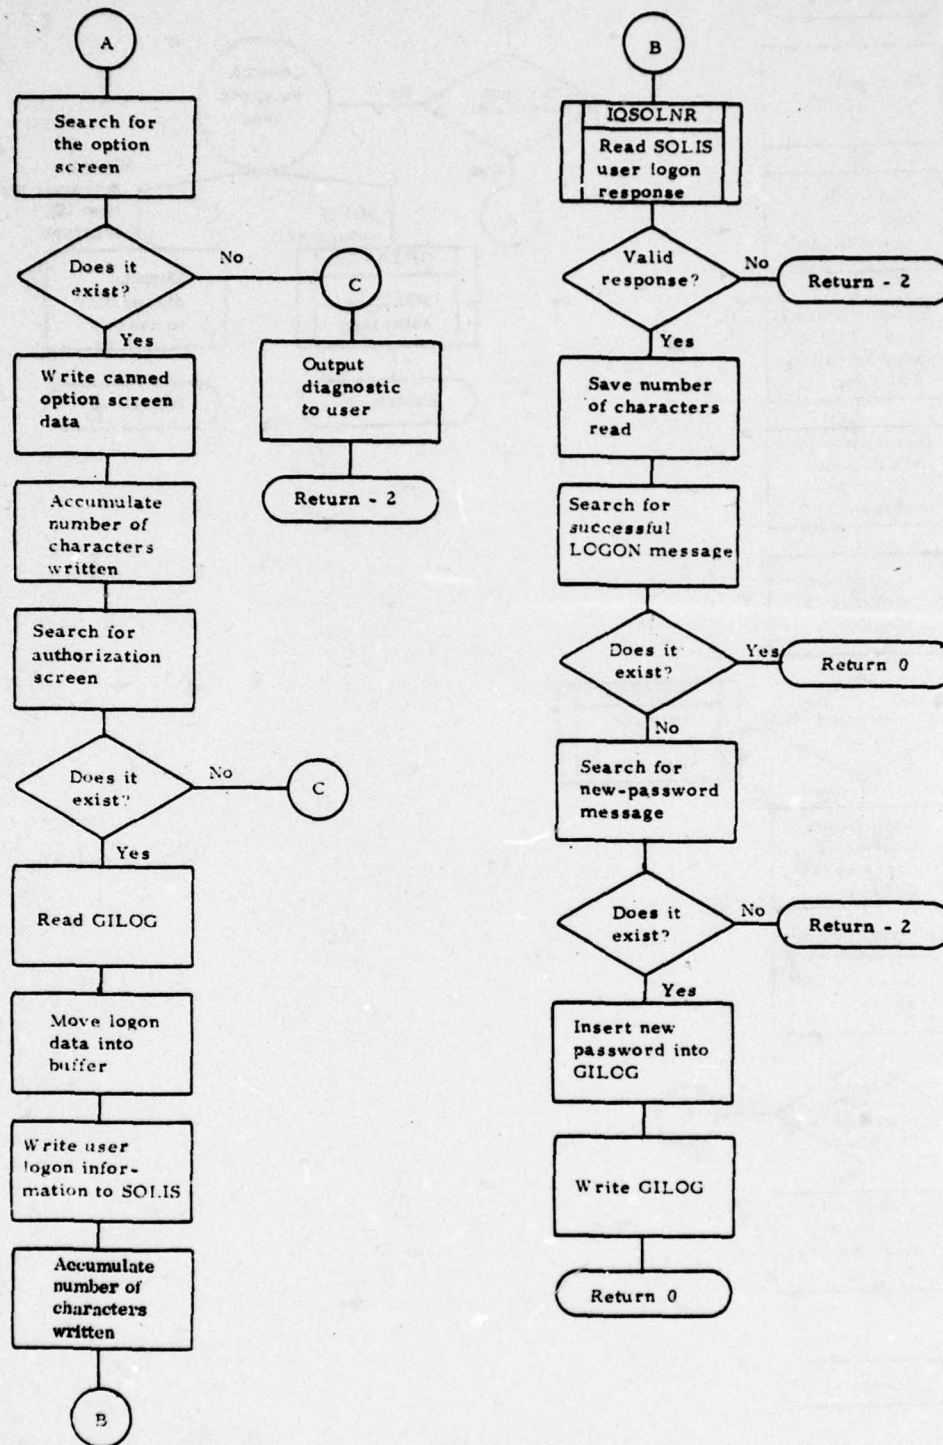 A
Search for
the option
screen
Does it
exist?
No
C
Yes
Write canned
option screen
data
Output
diagnostic
to user
Return - 2
Accumulate
number of
characters
written
Search for
authorization
screen
Does it
exist?
No
C
Yes
Read GILOG
Move logon
data into
buffer
Write user
logon infor-
mation to SOLIS
Accumulate
number of
characters
written
B
B
IQSOLNR
Read SOLIS
user logon
response
Valid
response?
No
Return - 2
Yes
Save number
of characters
read
Search for
successful
LOGON message
Does it
exist?
Yes
Return 0
No
Search for
new-password
message
Does it
exist?
No
Return - 2
Yes
Insert new
password into
GILOG
Write GILOG
Return 0